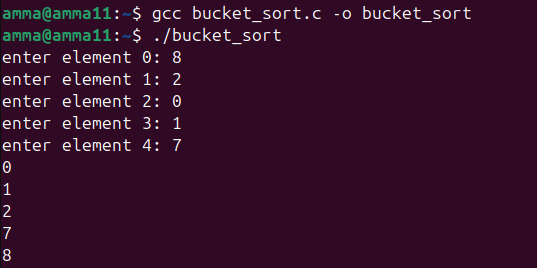 amma@amma11:~$ gcc bucket_sort.c -o bucket_sort
amma@amma11:~$ ./bucket_sort
enter element 0: 8
enter element 1: 2
enter element 2: 0
enter element 3: 1
enter element 4: 7
0
1
2
7
8